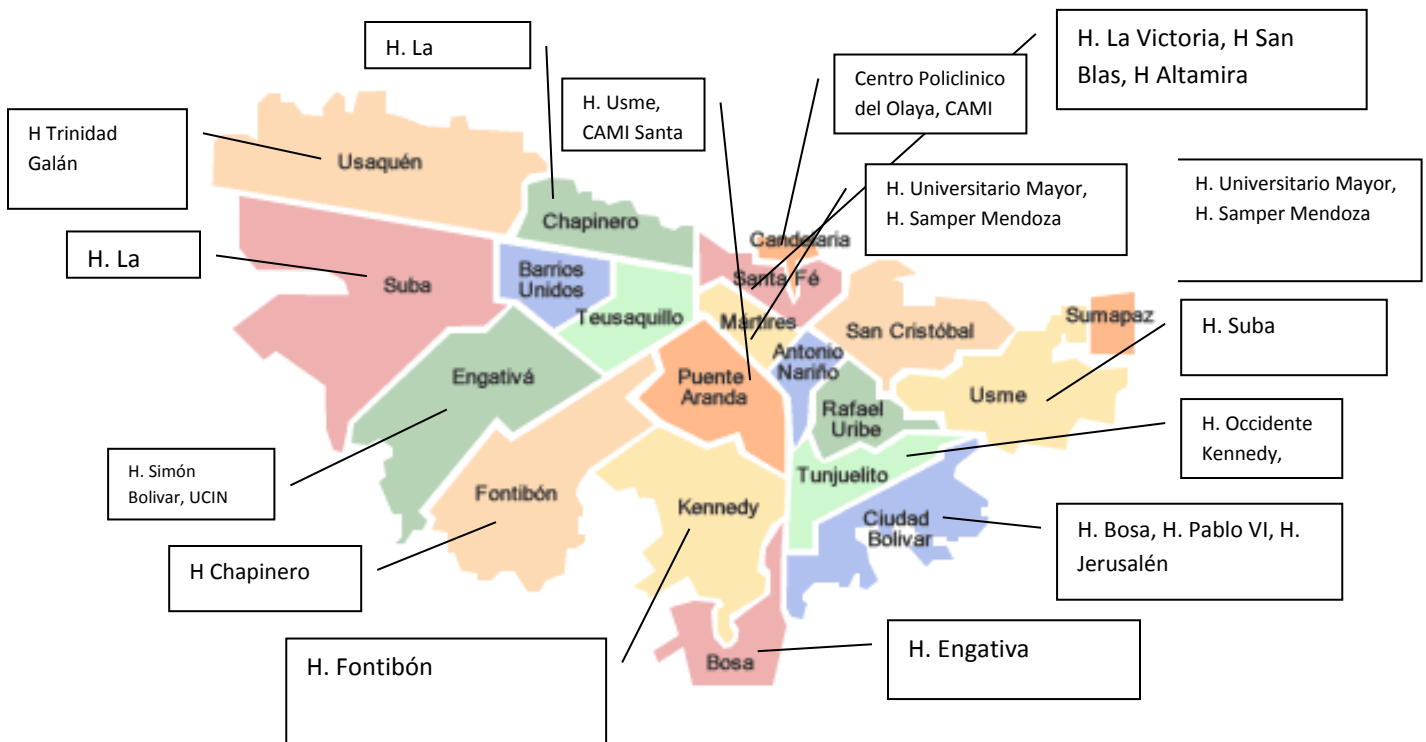 H. La
H. La Victoria, H San
Blas, H Altamira
Centro Policlinico
del Olaya, CAMI
H. Usme,
CAMI Santa
H Trinidad
Galán
H. Universitario Mayor,
H. Samper Mendoza
H. Universitario Mayor,
H. Samper Mendoza
Usaquén
Chapinero
Candelaria
H. La
Suba
Barrios
Unidos
Santa Fé
Teusaquillo
Mártires
San Cristóbal
Sumapaz
H. Suba
Antonio
Nariño
Engativá
Puente
Aranda
Usme
Rafael
Uribe
H. Occidente
Kennedy,
H. Simón
Bolivar, UCIN
Tunjuelito
Fontibón
Kennedy
Ciudad
Bolivar
H. Bosa, H. Pablo VI, H.
Jerusalén
H Chapinero
H. Fontibón
Bosa
H. Engativa